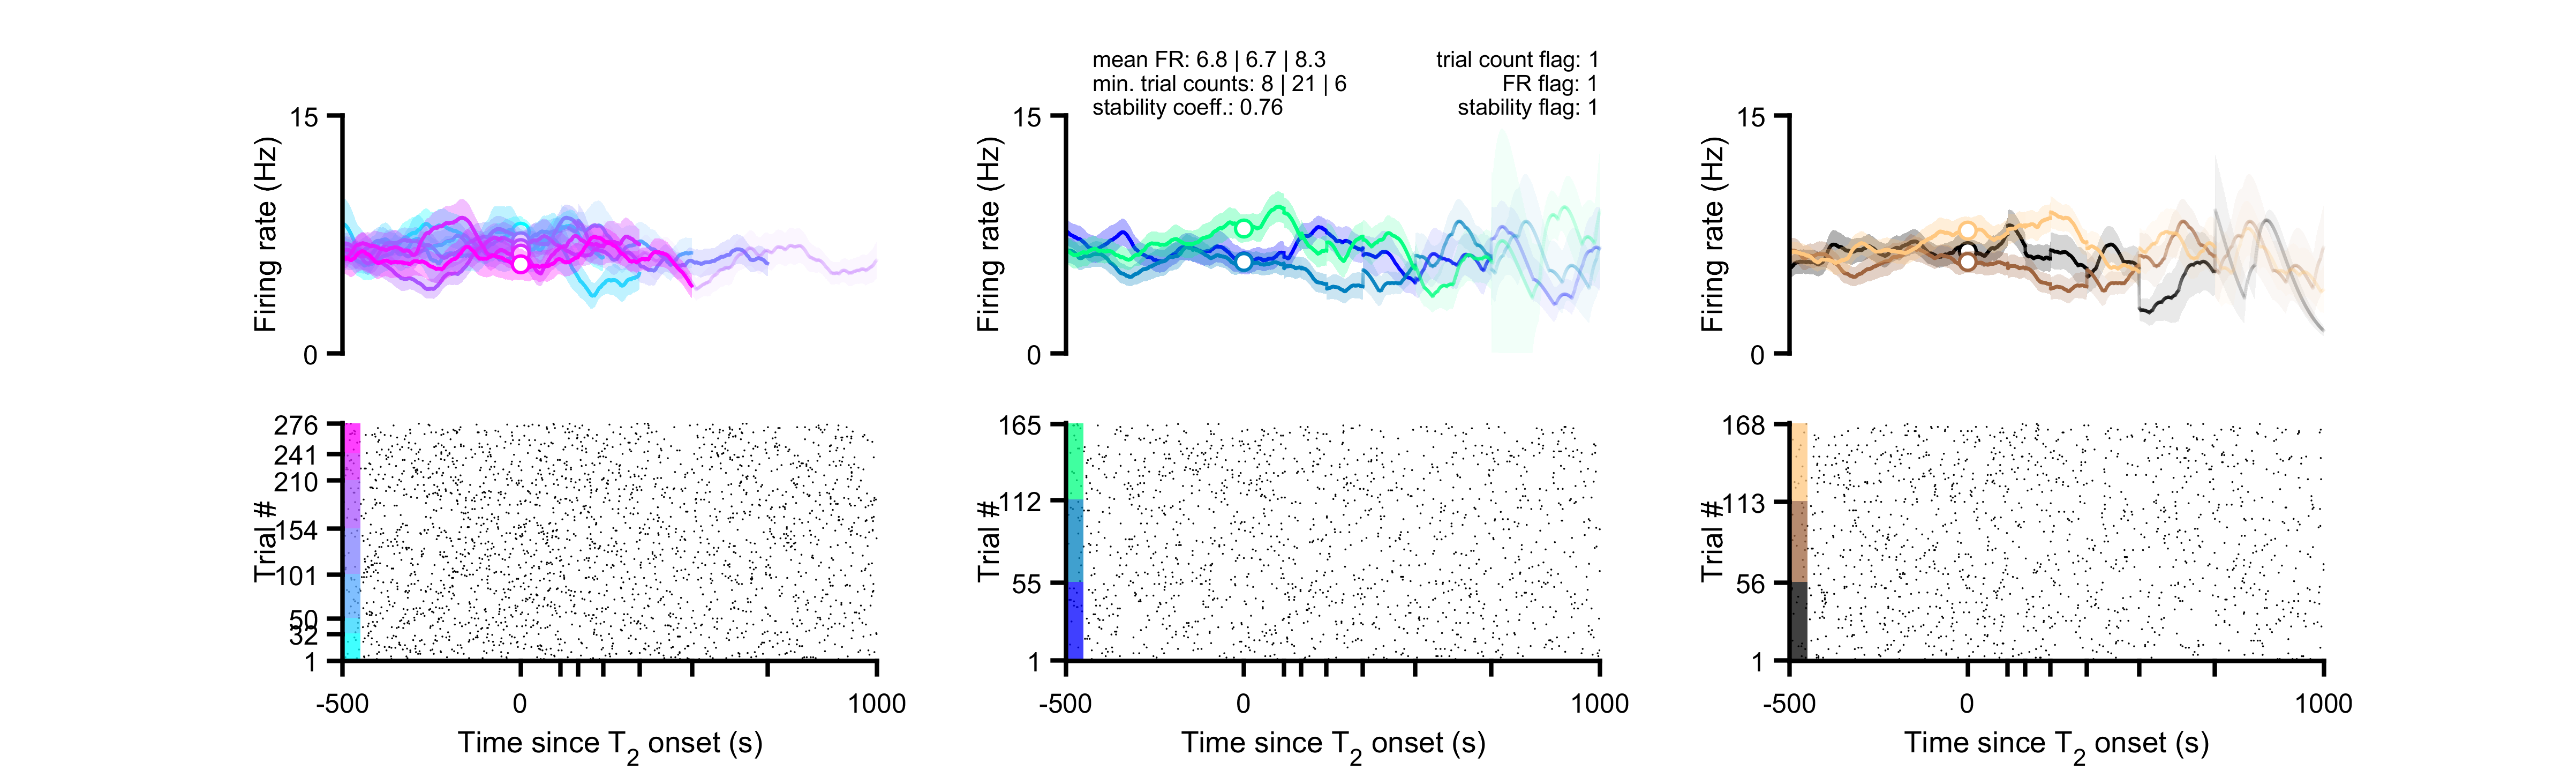 mean FR: 6.8 | 6.7 | 8.3
min. trial counts: 8 | 21 | 6
stability coeff.: 0.76
trial count flag: 1
FR flag: 1
stability flag: 1
15
Firing rate (Hz)
0
15
Firing rate (Hz)
0
15
Firing rate (Hz)
0
276
241
210
154
101
50
32
1
Trial #
-500
0
1000
Time since T2 onset (s)
165
112
55
1
Trial #
-500
0
1000
Time since T2 onset (s)
168
113
56
1
Trial #
-500
0
1000
Time since T2 onset (s)